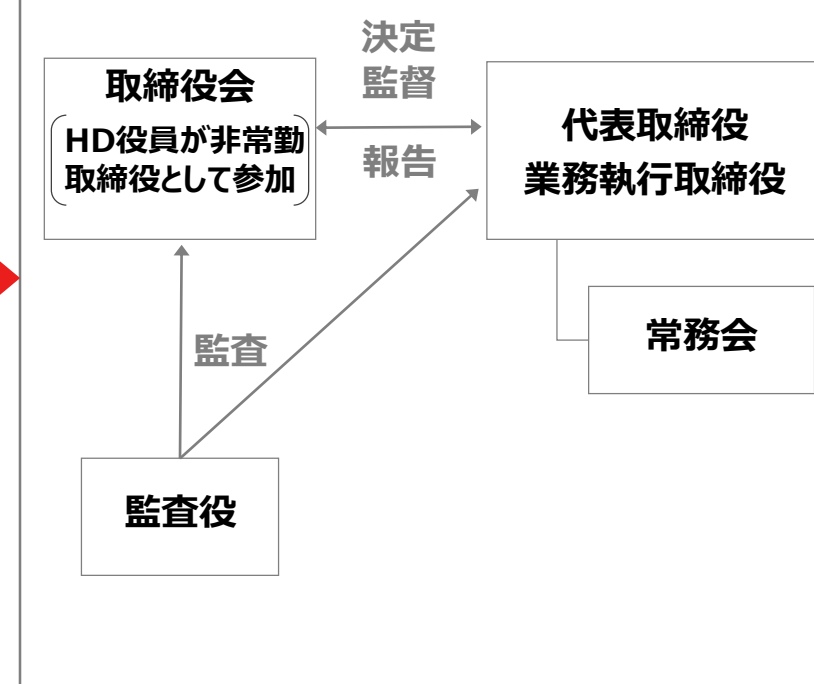 決定
監督
報告
取締役会
HD役員が非常勤
取締役として参加
代表取締役
業務執行取締役
常務会
監査
監査役